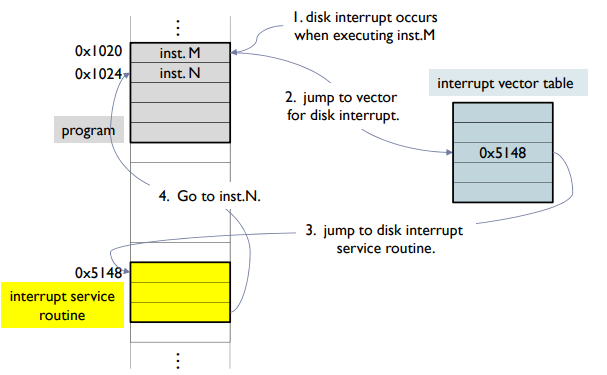 1. disk interrupt occurs
when executing inst.M
0x1020
inst. M
0x1024
inst. N
interrupt vector table
2. jump to vector
for disk interrupt.
program
0x5148
4. Go to inst.N.
3. jump to disk interrupt
service routine.
0x5148
interrupt service
routine